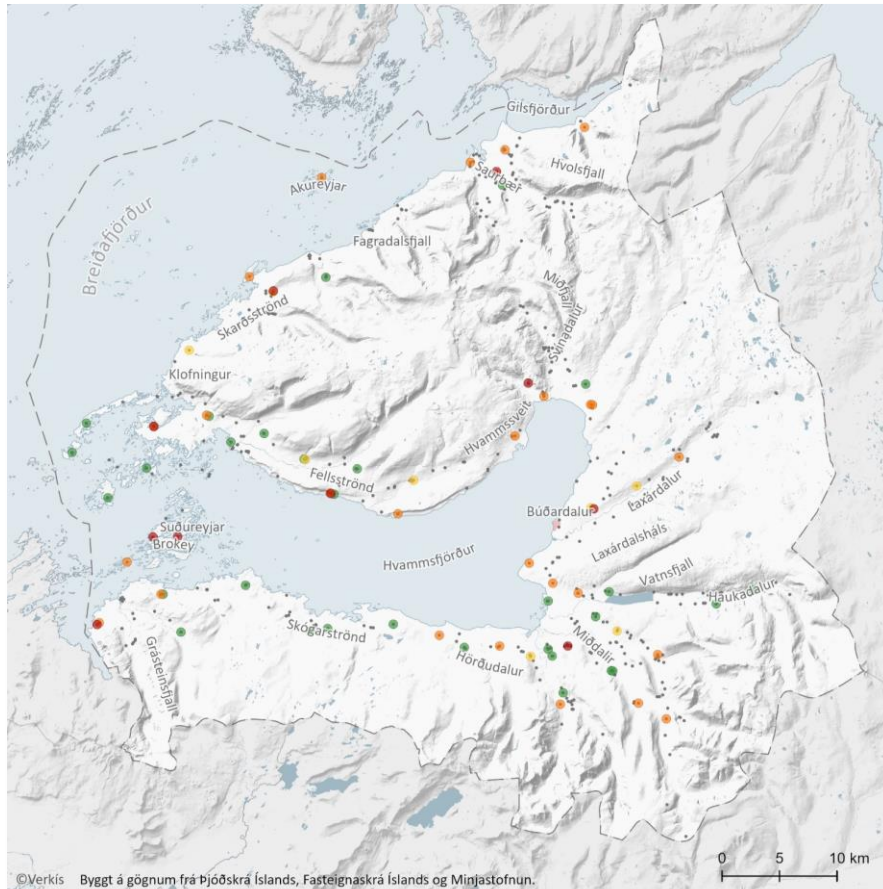 Gilsfjörður
Hvolsfjall
Saurbær
Akureyjar
Breiðafjörður
Fagradalsfjall
Miðfjall
Svínadalur
Skarðsströnd
Klofningur
Hvammssveit
Fellsströnd
Laxárdalur
Búðardalur
Suðureyjar
Brokey
Laxárdalsháls
Hvammsfjörður
Vatnsfjall
Haukadalur
Skógarströnd
Miðdalir
Grásteinsfjall
Hörðudalur
0 5 10 km
©Verkís Byggt á gögnum frá Þjóðskrá Íslands, Fasteignaskrá Íslands og Minjastofnun.